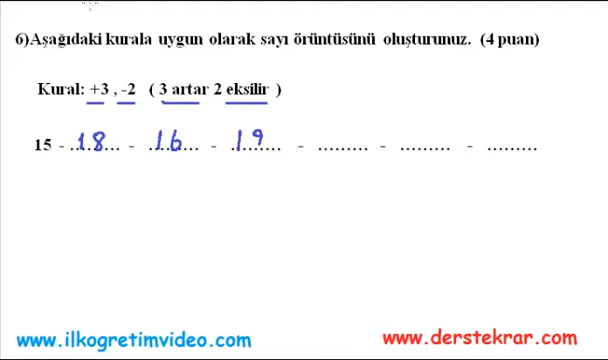 6)Aşağıdaki kurala uygun olarak sayı örüntüsünü oluşturunuz. (4 puan)
Kural: +3 , -2 ( 3 artar 2 eksilir )
15 - ...18... - ...16... - ...19... - ......... - ......... - .........
www.ilkogretimvideo.com
www.derstekrar.com